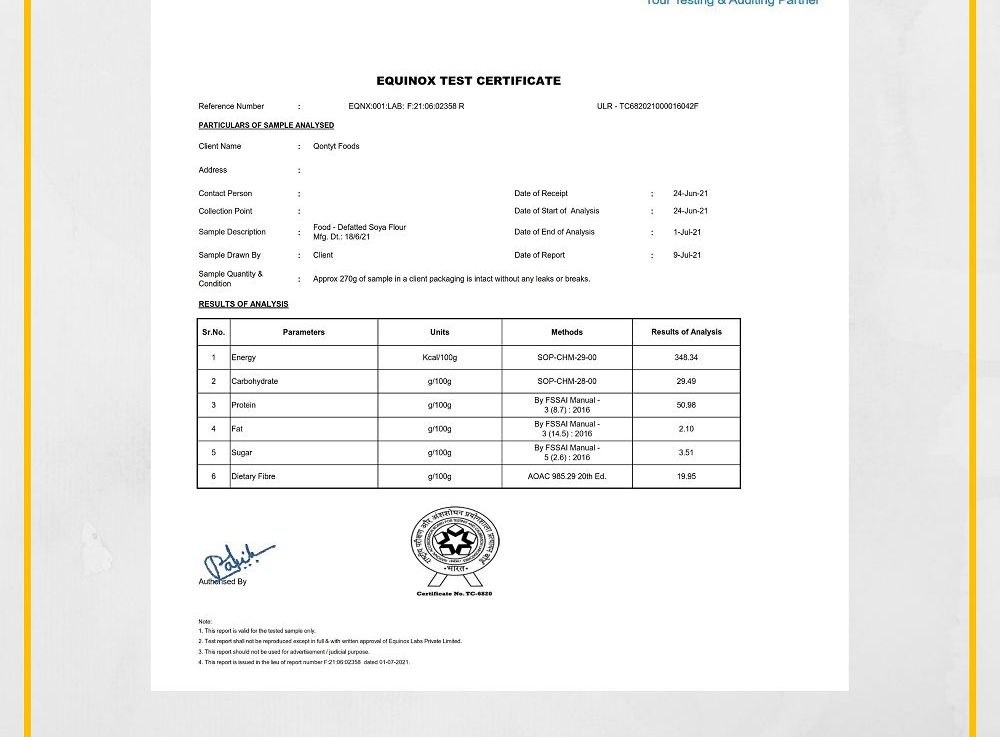 Your Testing & Auditing Partner
EQUINOX TEST CERTIFICATE
Reference Number : EQNX:001:LAB: F:21:06:02358 R ULR - TC682021000016042F
PARTICULARS OF SAMPLE ANALYSED
Client Name : Qontyt Foods
Address :
Contact Person : Date of Receipt : 24-Jun-21
Collection Point : Date of Start of Analysis : 24-Jun-21
Sample Description : Food - Defatted Soya Flour
Mfg. Dt.: 18/6/21
Date of End of Analysis : 1-Jul-21
Sample Drawn By : Client Date of Report : 9-Jul-21
Sample Quantity &
Condition
: Approx 270g of sample in a client packaging is intact without any leaks or breaks.
RESULTS OF ANALYSIS
Sr.No. Parameters Units Methods Results of Analysis
1 Energy Kcal/100g SOP-CHM-29-00 348.34
2 Carbohydrate g/100g SOP-CHM-28-00 29.49
3 Protein g/100g By FSSAI Manual -
3 (8.7) : 2016
50.98
4 Fat g/100g By FSSAI Manual -
3 (14.5) : 2016
2.10
5 Sugar g/100g By FSSAI Manual -
5 (2.6) : 2016
3.51
6 Dietary Fibre g/100g AOAC 985.29 20th Ed. 19.95
भारत
Authorised By
Certificate No. TC-6820
Note:
1. This report is valid for the tested sample only.
2. Test report shall not be reproduced except in full & with written approval of Equinox Labs Private Limited.
3. This report should not be used for advertisement / judicial purpose.
4. This report is issued in the lieu of report number F:21:06:02358 dated 01-07-2021.